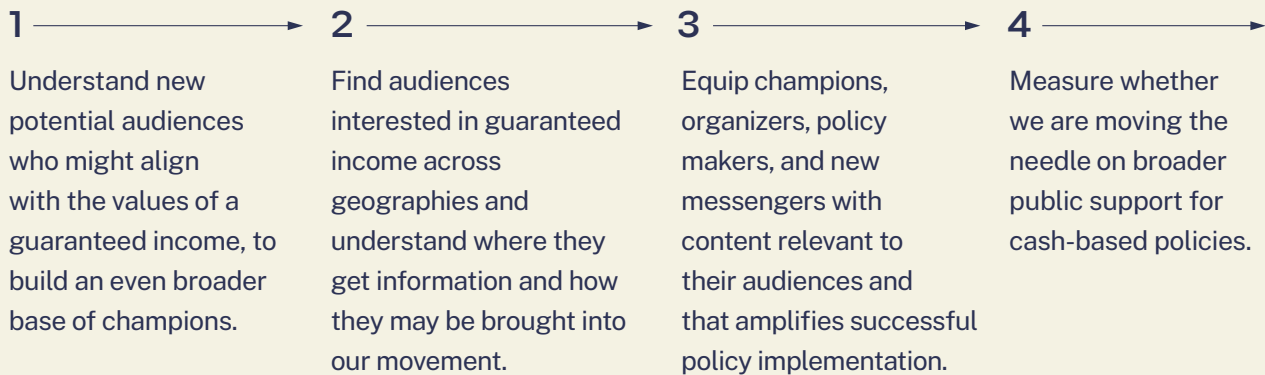 1
Understand new
potential audiences
who might align
with the values of a
guaranteed income, to
build an even broader
base of champions.
2
Find audiences
interested in guaranteed
income across
geographies and
understand where they
get information and how
they may be brought into
our movement.
3
Equip champions,
organizers, policy
makers, and new
messengers with
content relevant to
their audiences and
that amplifies successful
policy implementation.
4
Measure whether
we are moving the
needle on broader
public support for
cash-based policies.